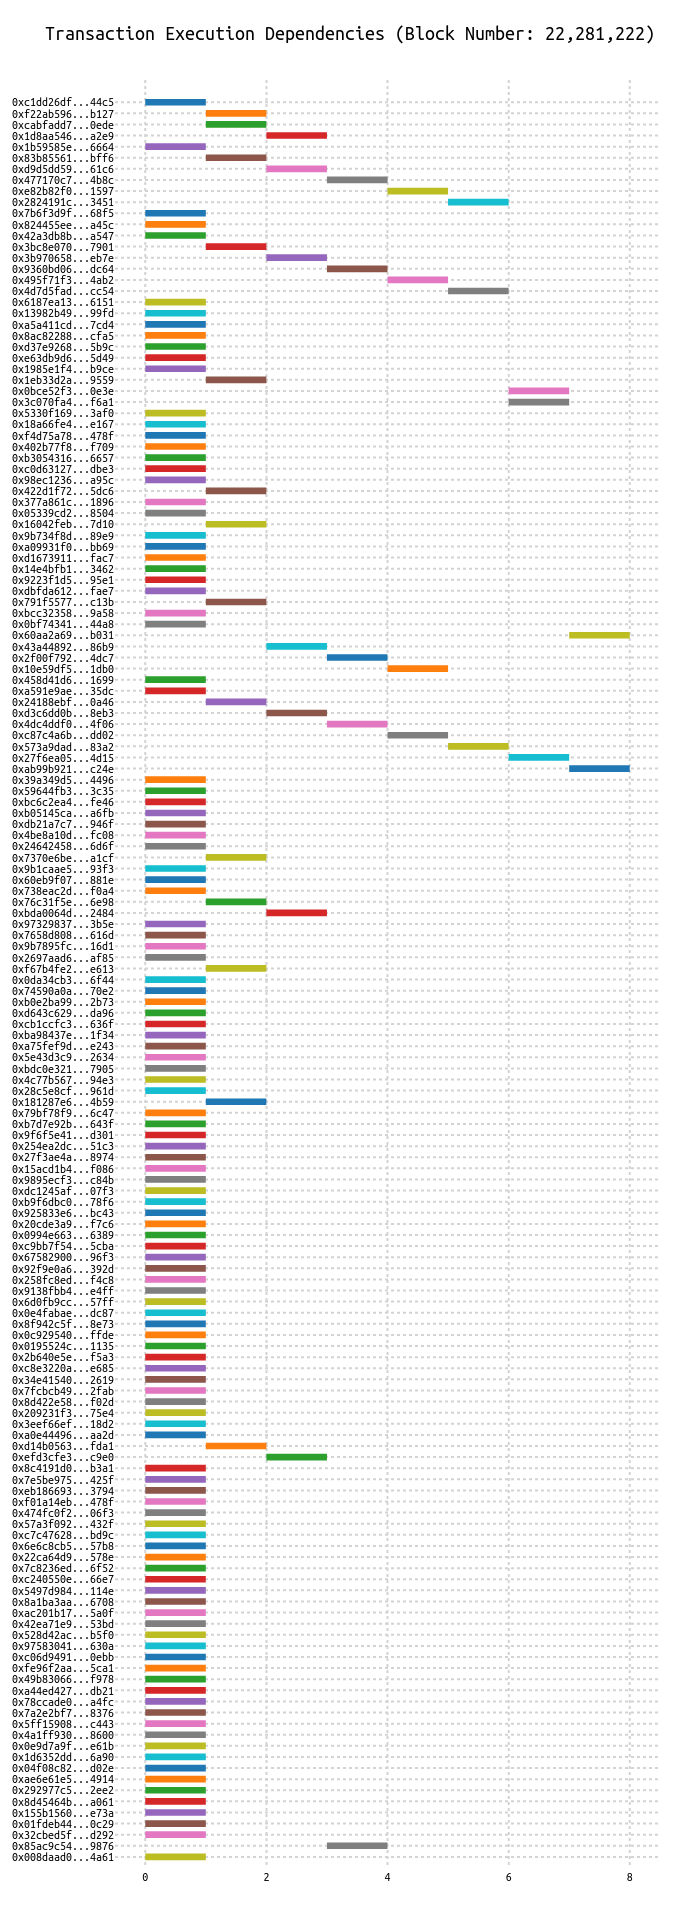 Transaction Execution Dependencies (Block Number: 22,281,222)
0xc1dd26df...44c5
0xf22ab596...b127
0xcabfadd7...0ede
0x1d8aa546...a2e9
0x1b59585e...6664
0x83b85561...bff6
0xd9d5dd59...61c6
0x477170c7...4b8c
0xe82b82f0...1597
0x2824191c...3451
0x7b6f3d9f...68f5
0x824455ee...a45c
0x42a3db8b...a547
0x3bc8e070...7901
0x3b970658...eb7e
0x9360bd06...dc64
0x495f71f3...4ab2
0x4d7d5fad...cc54
0x6187ea13...6151
0x13982b49...99fd
0xa5a411cd...7cd4
0x8ac82288...cfa5
0xd37e9268...5b9c
0xe63db9d6...5d49
0x1985e1f4...b9ce
0x1eb33d2a...9559
0x0bce52f3...0e3e
0x3c070fa4...f6a1
0x5330f169...3af0
0x18a66fe4...e167
0xf4d75a78...478f
0x402b77f8...f709
0xb3054316...6657
0xc0d63127...dbe3
0x98ec1236...a95c
0x422d1f72...5dc6
0x377a861c...1896
0x05339cd2...8504
0x16042feb...7d10
0x9b734f8d...89e9
0xa09931f0...bb69
0xd1673911...fac7
0x14e4bfb1...3462
0x9223f1d5...95e1
0xdbfda612...fae7
0x791f5577...c13b
0xbcc32358...9a58
0x0bf74341...44a8
0x60aa2a69...b031
0x43a44892...86b9
0x2f00f792...4dc7
0x10e59df5...1db0
0x458d41d6...1699
0xa591e9ae...35dc
0x24188ebf...0a46
0xd3c6dd0b...8eb3
0x4dc4ddf0...4f06
0xc87c4a6b...dd02
0x573a9dad...83a2
0x27f6ea05...4d15
0xab99b921...c24e
0x39a349d5...4496
0x59644fb3...3c35
0xbc6c2ea4...fe46
0xb05145ca...a6fb
0xdb21a7c7...946f
0x4be8a10d...fc08
0x24642458...6d6f
0x7370e6be...a1cf
0x9b1caae5...93f3
0x60eb9f07...881e
0x738eac2d...f0a4
0x76c31f5e...6e98
0xbda0064d...2484
0x97329837...3b5e
0x7658d808...616d
0x9b7895fc...16d1
0x2697aad6...af85
0xf67b4fe2...e613
0x0da34cb3...6f44
0x74590a0a...70e2
0xb0e2ba99...2b73
0xd643c629...da96
0xcb1ccfc3...636f
0xba98437e...1f34
0xa75fef9d...e243
0x5e43d3c9...2634
0xbdc0e321...7905
0x4c77b567...94e3
0x28c5e8cf...961d
0x181287e6...4b59
0x79bf78f9...6c47
0xb7d7e92b...643f
0x9f6f5e41...d301
0x254ea2dc...51c3
0x27f3ae4a...8974
0x15acd1b4...f086
0x9895ecf3...c84b
0xdc1245af...07f3
0xb9f6dbc0...78f6
0x925833e6...bc43
0x20cde3a9...f7c6
0x0994e663...6389
0xc9bb7f54...5cba
0x67582900...96f3
0x92f9e0a6...392d
0x258fc8ed...f4c8
0x9138fbb4...e4ff
0x6d0fb9cc...57ff
0x0e4fabae...dc87
0x8f942c5f...8e73
0x0c929540...ffde
0x0195524c...1135
0x2b640e5e...f5a3
0xc8e3220a...e685
0x34e41540...2619
0x7fcbcb49...2fab
0x8d422e58...f02d
0x209231f3...75e4
0x3eef66ef...18d2
0xa0e44496...aa2d
0xd14b0563...fda1
0xefd3cfe3...c9e0
0x8c4191d0...b3a1
0x7e5be975...425f
0xeb186693...3794
0xf01a14eb...478f
0x474fc0f2...06f3
0x57a3f092...432f
0xc7c47628...bd9c
0x6e6c8cb5...57b8
0x22ca64d9...578e
0x7c8236ed...6f52
0xc240550e...66e7
0x5497d984...114e
0x8a1ba3aa...6708
0xac201b17...5a0f
0x42ea71e9...53bd
0x528d42ac...b5f0
0x97583041...630a
0xc06d9491...0ebb
0xfe96f2aa...5ca1
0x49b83066...f978
0xa44ed427...db21
0x78ccade0...a4fc
0x7a2e2bf7...8376
0x5ff15908...c443
0x4a1ff930...8600
0x0e9d7a9f...e61b
0x1d6352dd...6a90
0x04f08c82...d02e
0xae6e61e5...4914
0x292977c5...2ee2
0x8d45464b...a061
0x155b1560...e73a
0x01fdeb44...0c29
0x32cbed5f...d292
0x85ac9c54...9876
0x008daad0...4a61
0 2 4 6 8